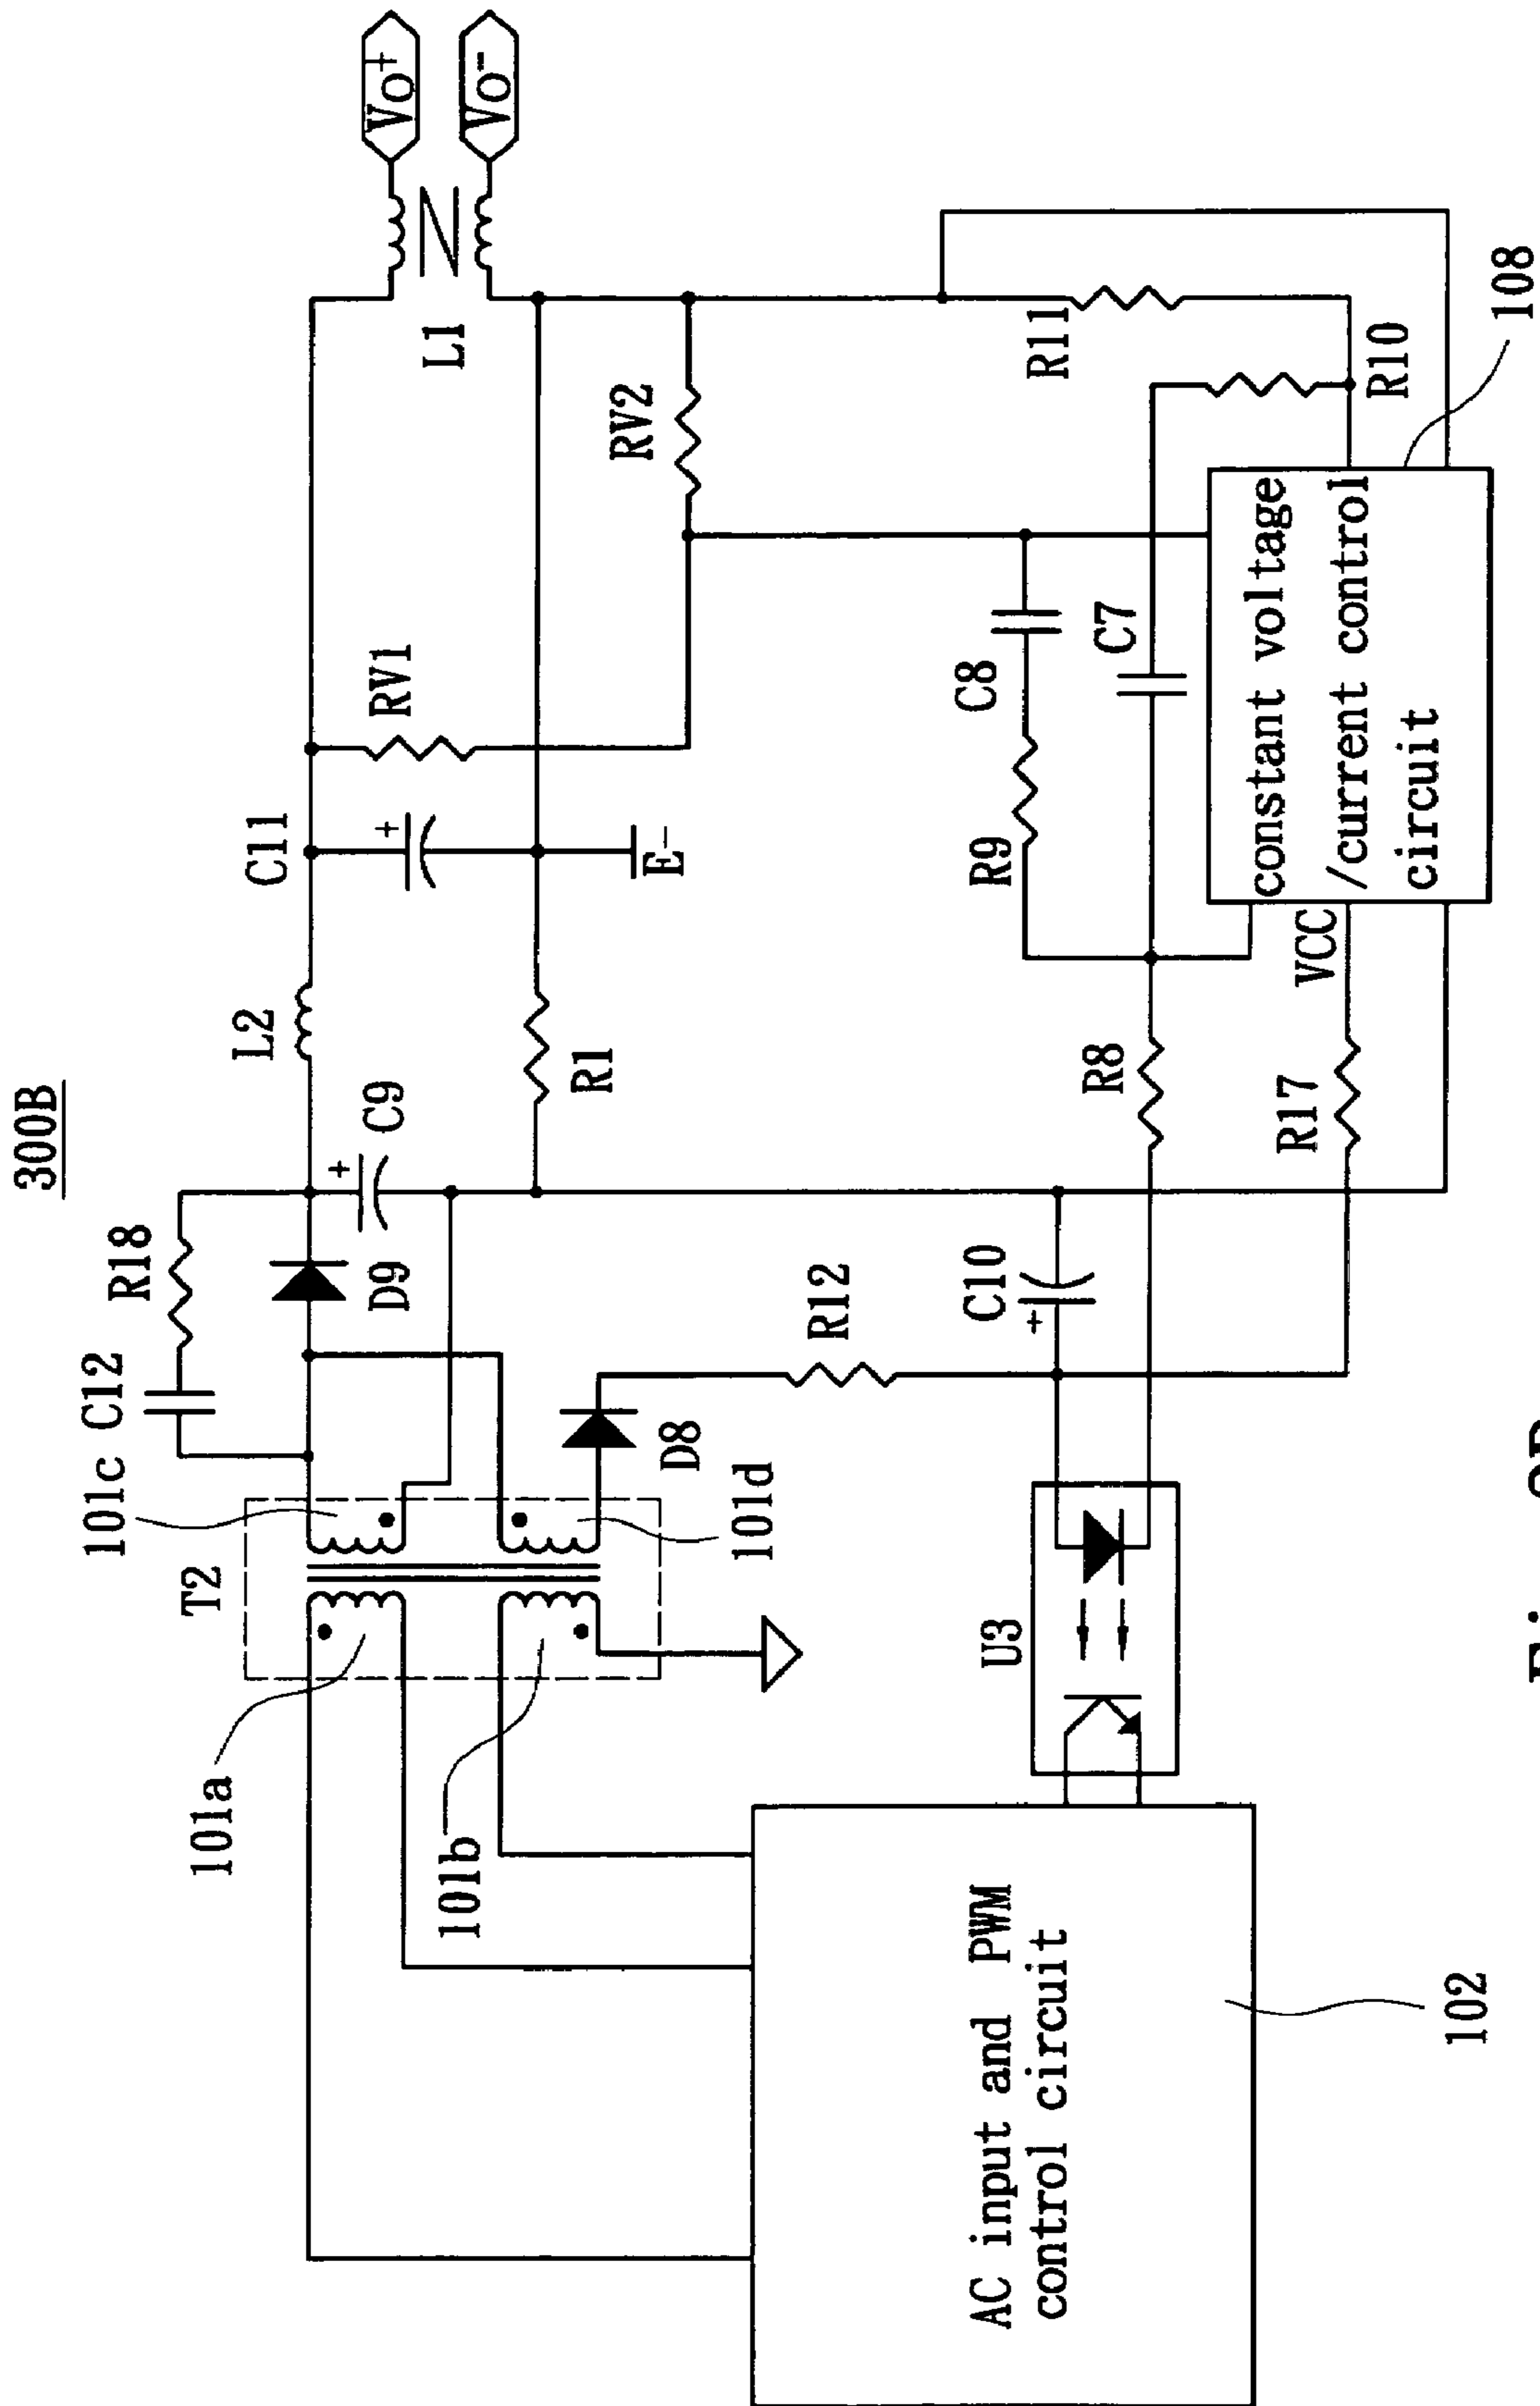 300B
Vo+
Vo-
L1
C12
R18
101c
T2
101a
101b
101d
D9
C9
L2
C11
+
+
RV1
R1
E-
RV2
D8
R12
C10
+
R8
R9
C8
C7
R11
R10
R17
VCC
U3
constant voltage
/current control
circuit
108
AC input and PWM
control circuit
102